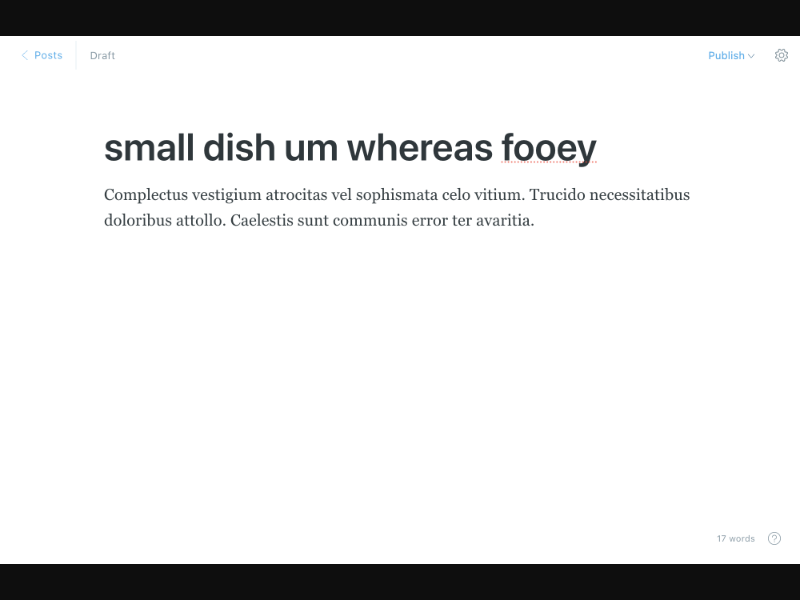 Posts
Draft
Publish
small dish um whereas fooey
Complectus vestigium atrocitas vel sophismata celo vitium. Trucido necessitatibus
doloribus attollo. Caelestis sunt communis error ter avaritia.
17 words
?